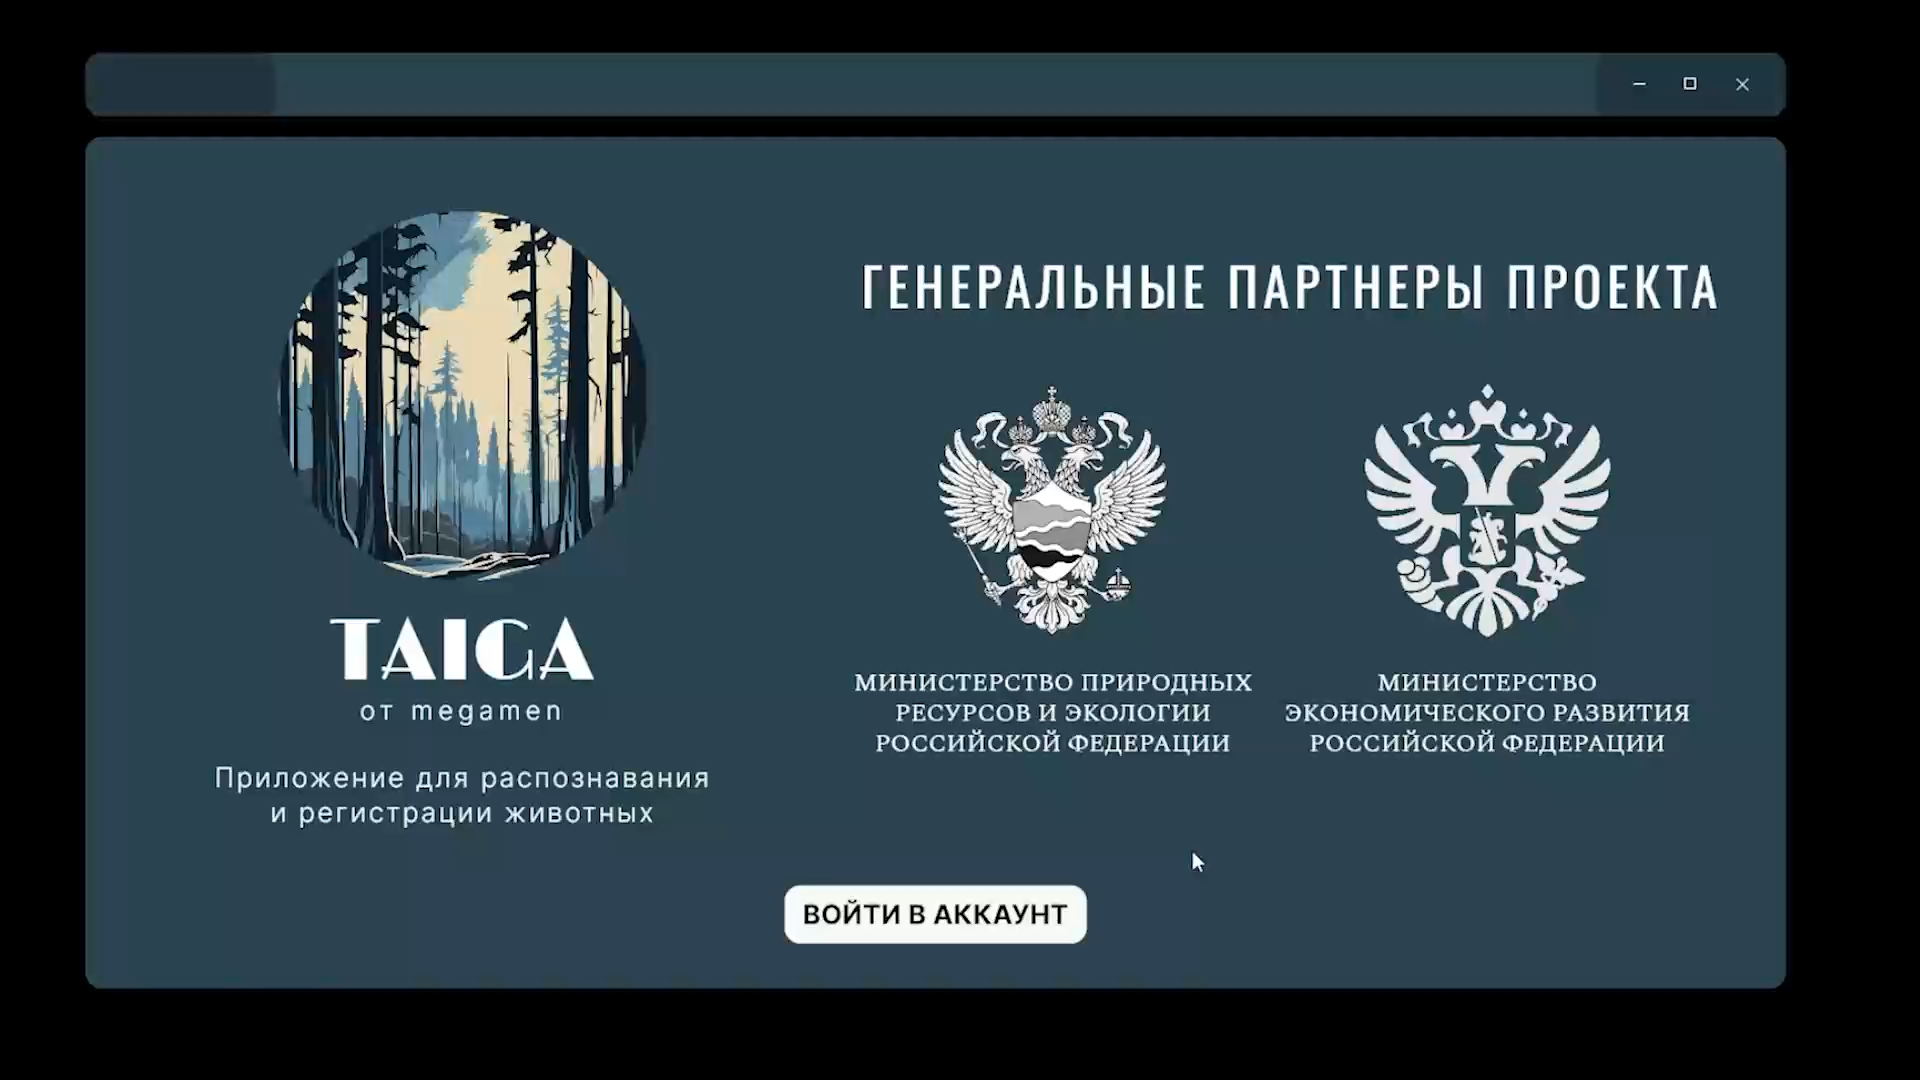 TAIGA
от megamen
Приложение для распознавания
и регистрации животных
ГЕНЕРАЛЬНЫЕ ПАРТНЕРЫ ПРОЕКТА
МИНИСТЕРСТВО ПРИРОДНЫХ
РЕСУРСОВ И ЭКОЛОГИИ
РОССИЙСКОЙ ФЕДЕРАЦИИ
МИНИСТЕРСТВО
ЭКОНОМИЧЕСКОГО РАЗВИТИЯ
РОССИЙСКОЙ ФЕДЕРАЦИИ
ВОЙТИ В АККАУНТ